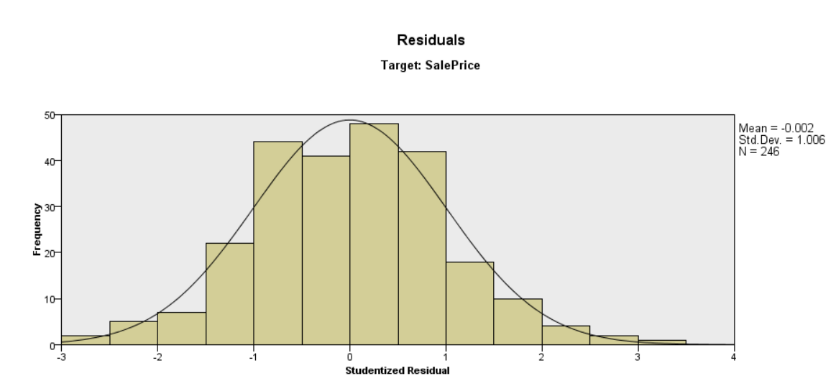 Residuals
Target: SalePrice
Mean = -0.002
Std.Dev. = 1.006
N = 246
50
40
30
20
10
0
Frequency
-3 -2 -1 0 1 2 3 4
Studentized Residual